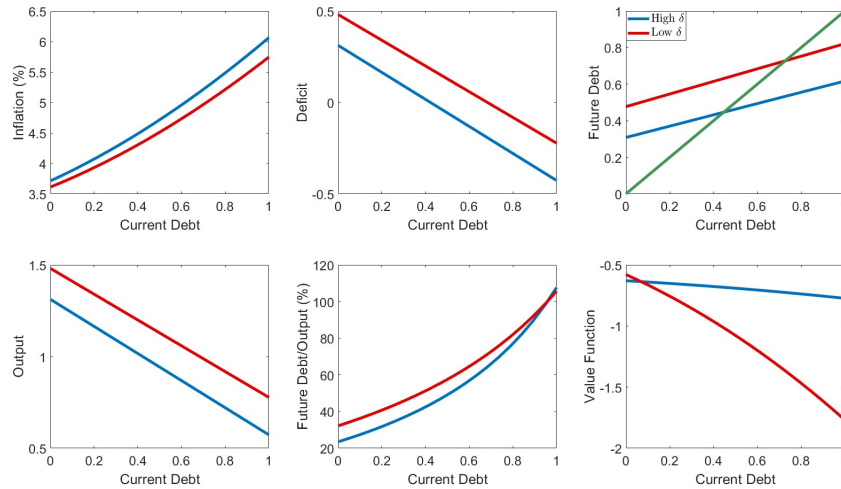 6.5
6
5.5
5
4.5
4
3.5
Inflation (%)
0 0.2 0.4 0.6 0.8 1
Current Debt
0.5
0
-0.5
Deficit
0 0.2 0.4 0.6 0.8 1
Current Debt
High δ
Low δ
1
0.8
0.6
0.4
0.2
0
Future Debt
0 0.2 0.4 0.6 0.8
Current Debt
1.5
1
0.5
Output
0 0.2 0.4 0.6 0.8 1
Current Debt
120
100
80
60
40
20
Future Debt/Output (%)
0 0.2 0.4 0.6 0.8 1
Current Debt
-0.5
-1
-1.5
-2
Value Function
0 0.2 0.4 0.6 0.8
Current Debt